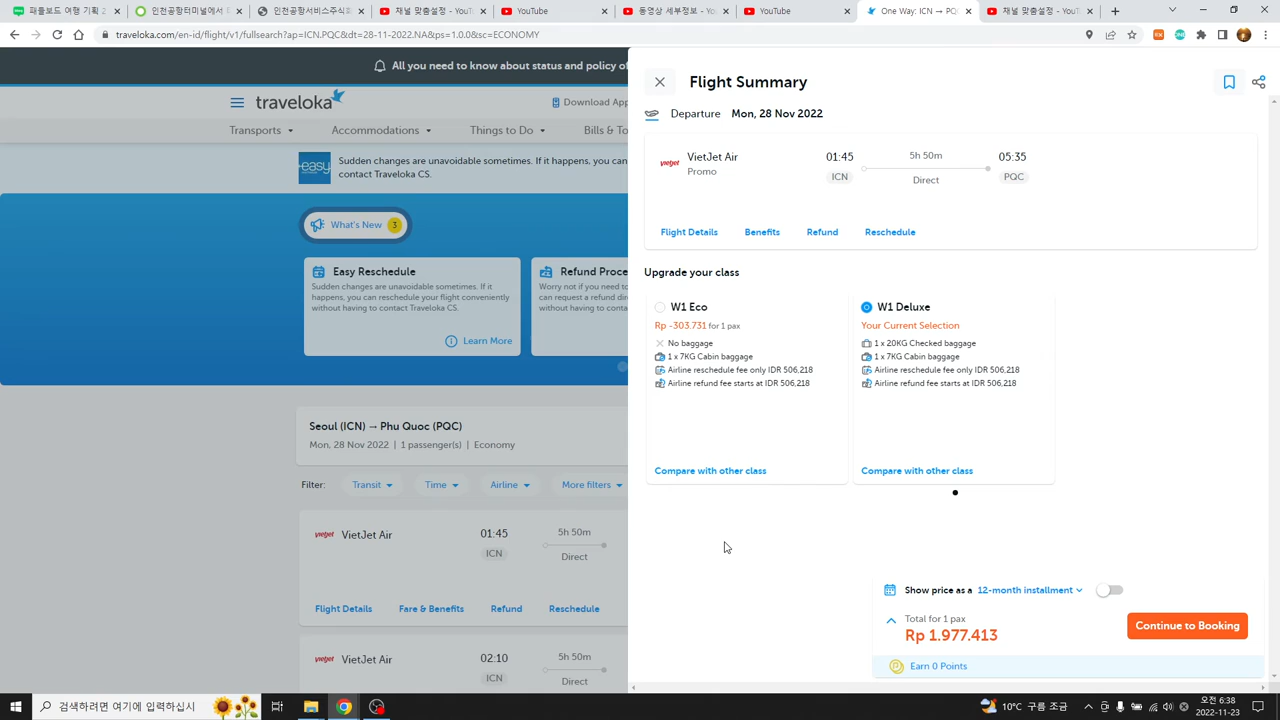 패플보드 여행 기획 2
인천공항터미널에서
인천공항서비스수식
채널 맞춤설정 - YouT
YouTube
동영상 세부정보 - Yo
YouTube
One Way: ICN → PQ
채널 맞춤설정 - YouT
traveloka.com/en-id/flight/v1/fullsearch?ap=ICN.PQC&dt=28-11-2022.NA&ps=1.0.0&sc=ECONOMY
All you need to know about status and policy of
traveloka
Download App
Transports
Accommodations
Things to Do
Bills & To
easy
Sudden changes are unavoidable sometimes. If it happens, you can
contact Traveloka CS.
What's New 3
Easy Reschedule
Sudden changes are unavoidable sometimes. If it
happens, you can reschedule your flight conveniently
without having to contact Traveloka CS.
Learn More
Refund Proce
Worry not if you need to
can request a refund dir
without having to contac
Seoul (ICN) → Phu Quoc (PQC)
Mon, 28 Nov 2022 | 1 passenger(s) | Economy
Filter:
Transit
Time
Airline
More filters
vietjet
VietJet Air
01:45
ICN
5h 50m
Direct
Flight Details
Fare & Benefits
Refund
Reschedule
vietjet
VietJet Air
02:10
ICN
5h 50m
Direct
Flight Summary
Departure Mon, 28 Nov 2022
vietjet
VietJet Air
Promo
01:45
ICN
5h 50m
Direct
05:35
PQC
Flight Details
Benefits
Refund
Reschedule
Upgrade your class
W1 Eco
Rp -303.731 for 1 pax
No baggage
1 x 7KG Cabin baggage
Airline reschedule fee only IDR 506,218
Airline refund fee starts at IDR 506,218
Compare with other class
W1 Deluxe
Your Current Selection
1 x 20KG Checked baggage
1 x 7KG Cabin baggage
Airline reschedule fee only IDR 506,218
Airline refund fee starts at IDR 506,218
Compare with other class
Show price as a 12-month installment
Total for 1 pax
Rp 1.977.413
Continue to Booking
Earn 0 Points
검색하려면 여기에 입력하십시
10°C 구름 조금
오전 6:38
2022-11-23